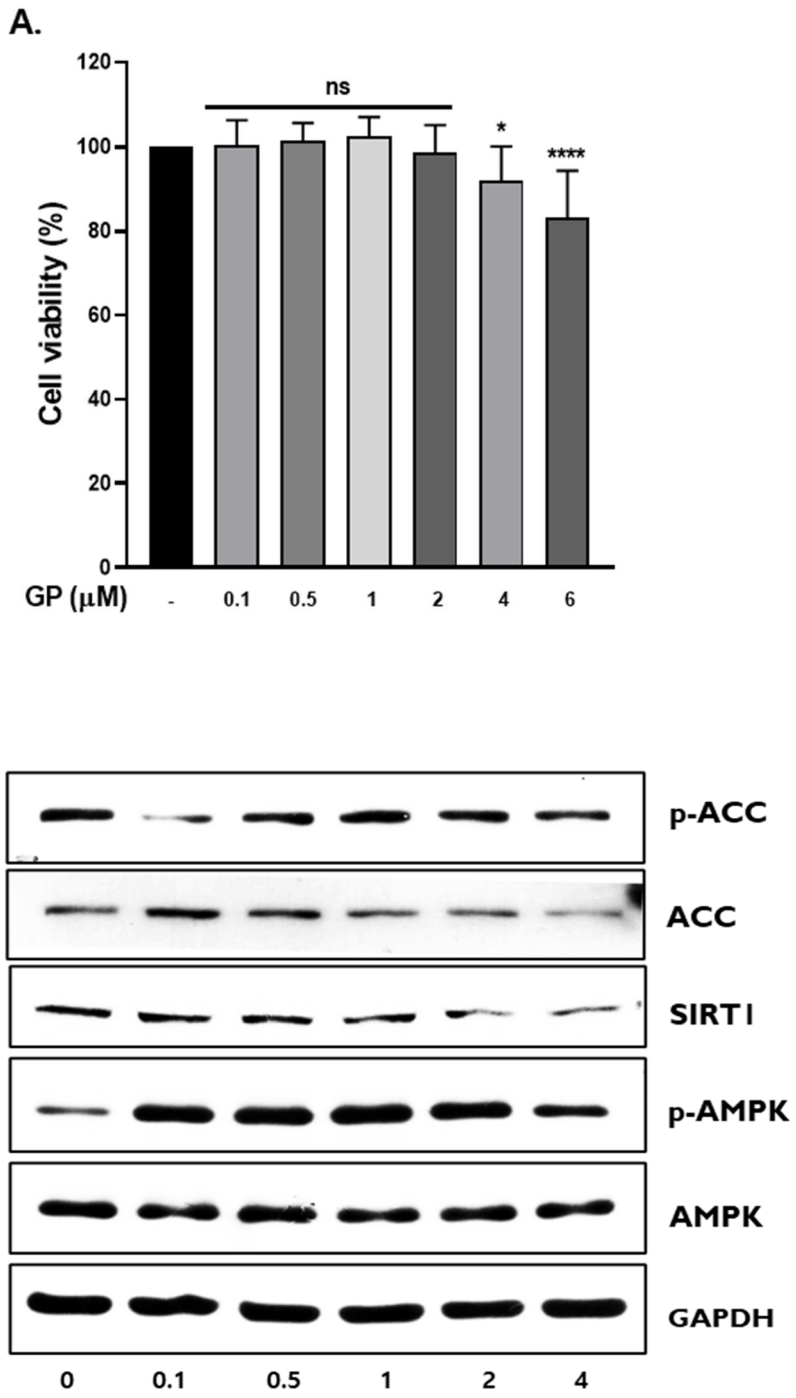 A.
120
ns
100
*
****
80
Cell viability (%)
60
40
20
0
GP (μM) - 0.1 0.5 1 2 4 6
p-ACC
ACC
SIRT1
p-AMPK
AMPK
GAPDH
0 0.1 0.5 1 2 4